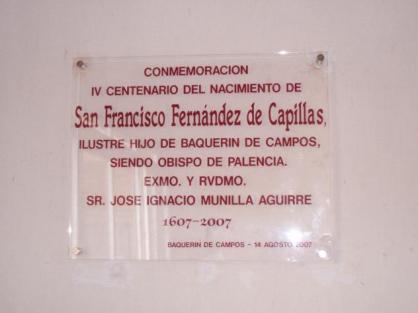 CONMEMORACION
IV CENTENARIO DEL NACIMIENTO DE
San Francisco Fernández de Capillas,
ILUSTRE HIJO DE BAQUERIN DE CAMPOS,
SIENDO OBISPO DE PALENCIA.
EXMO. Y RVDMO.
SR. JOSE IGNACIO MUNILLA AGUIRRE
1607-2007
BAQUERIN DE CAMPOS - 14 AGOSTO 2007